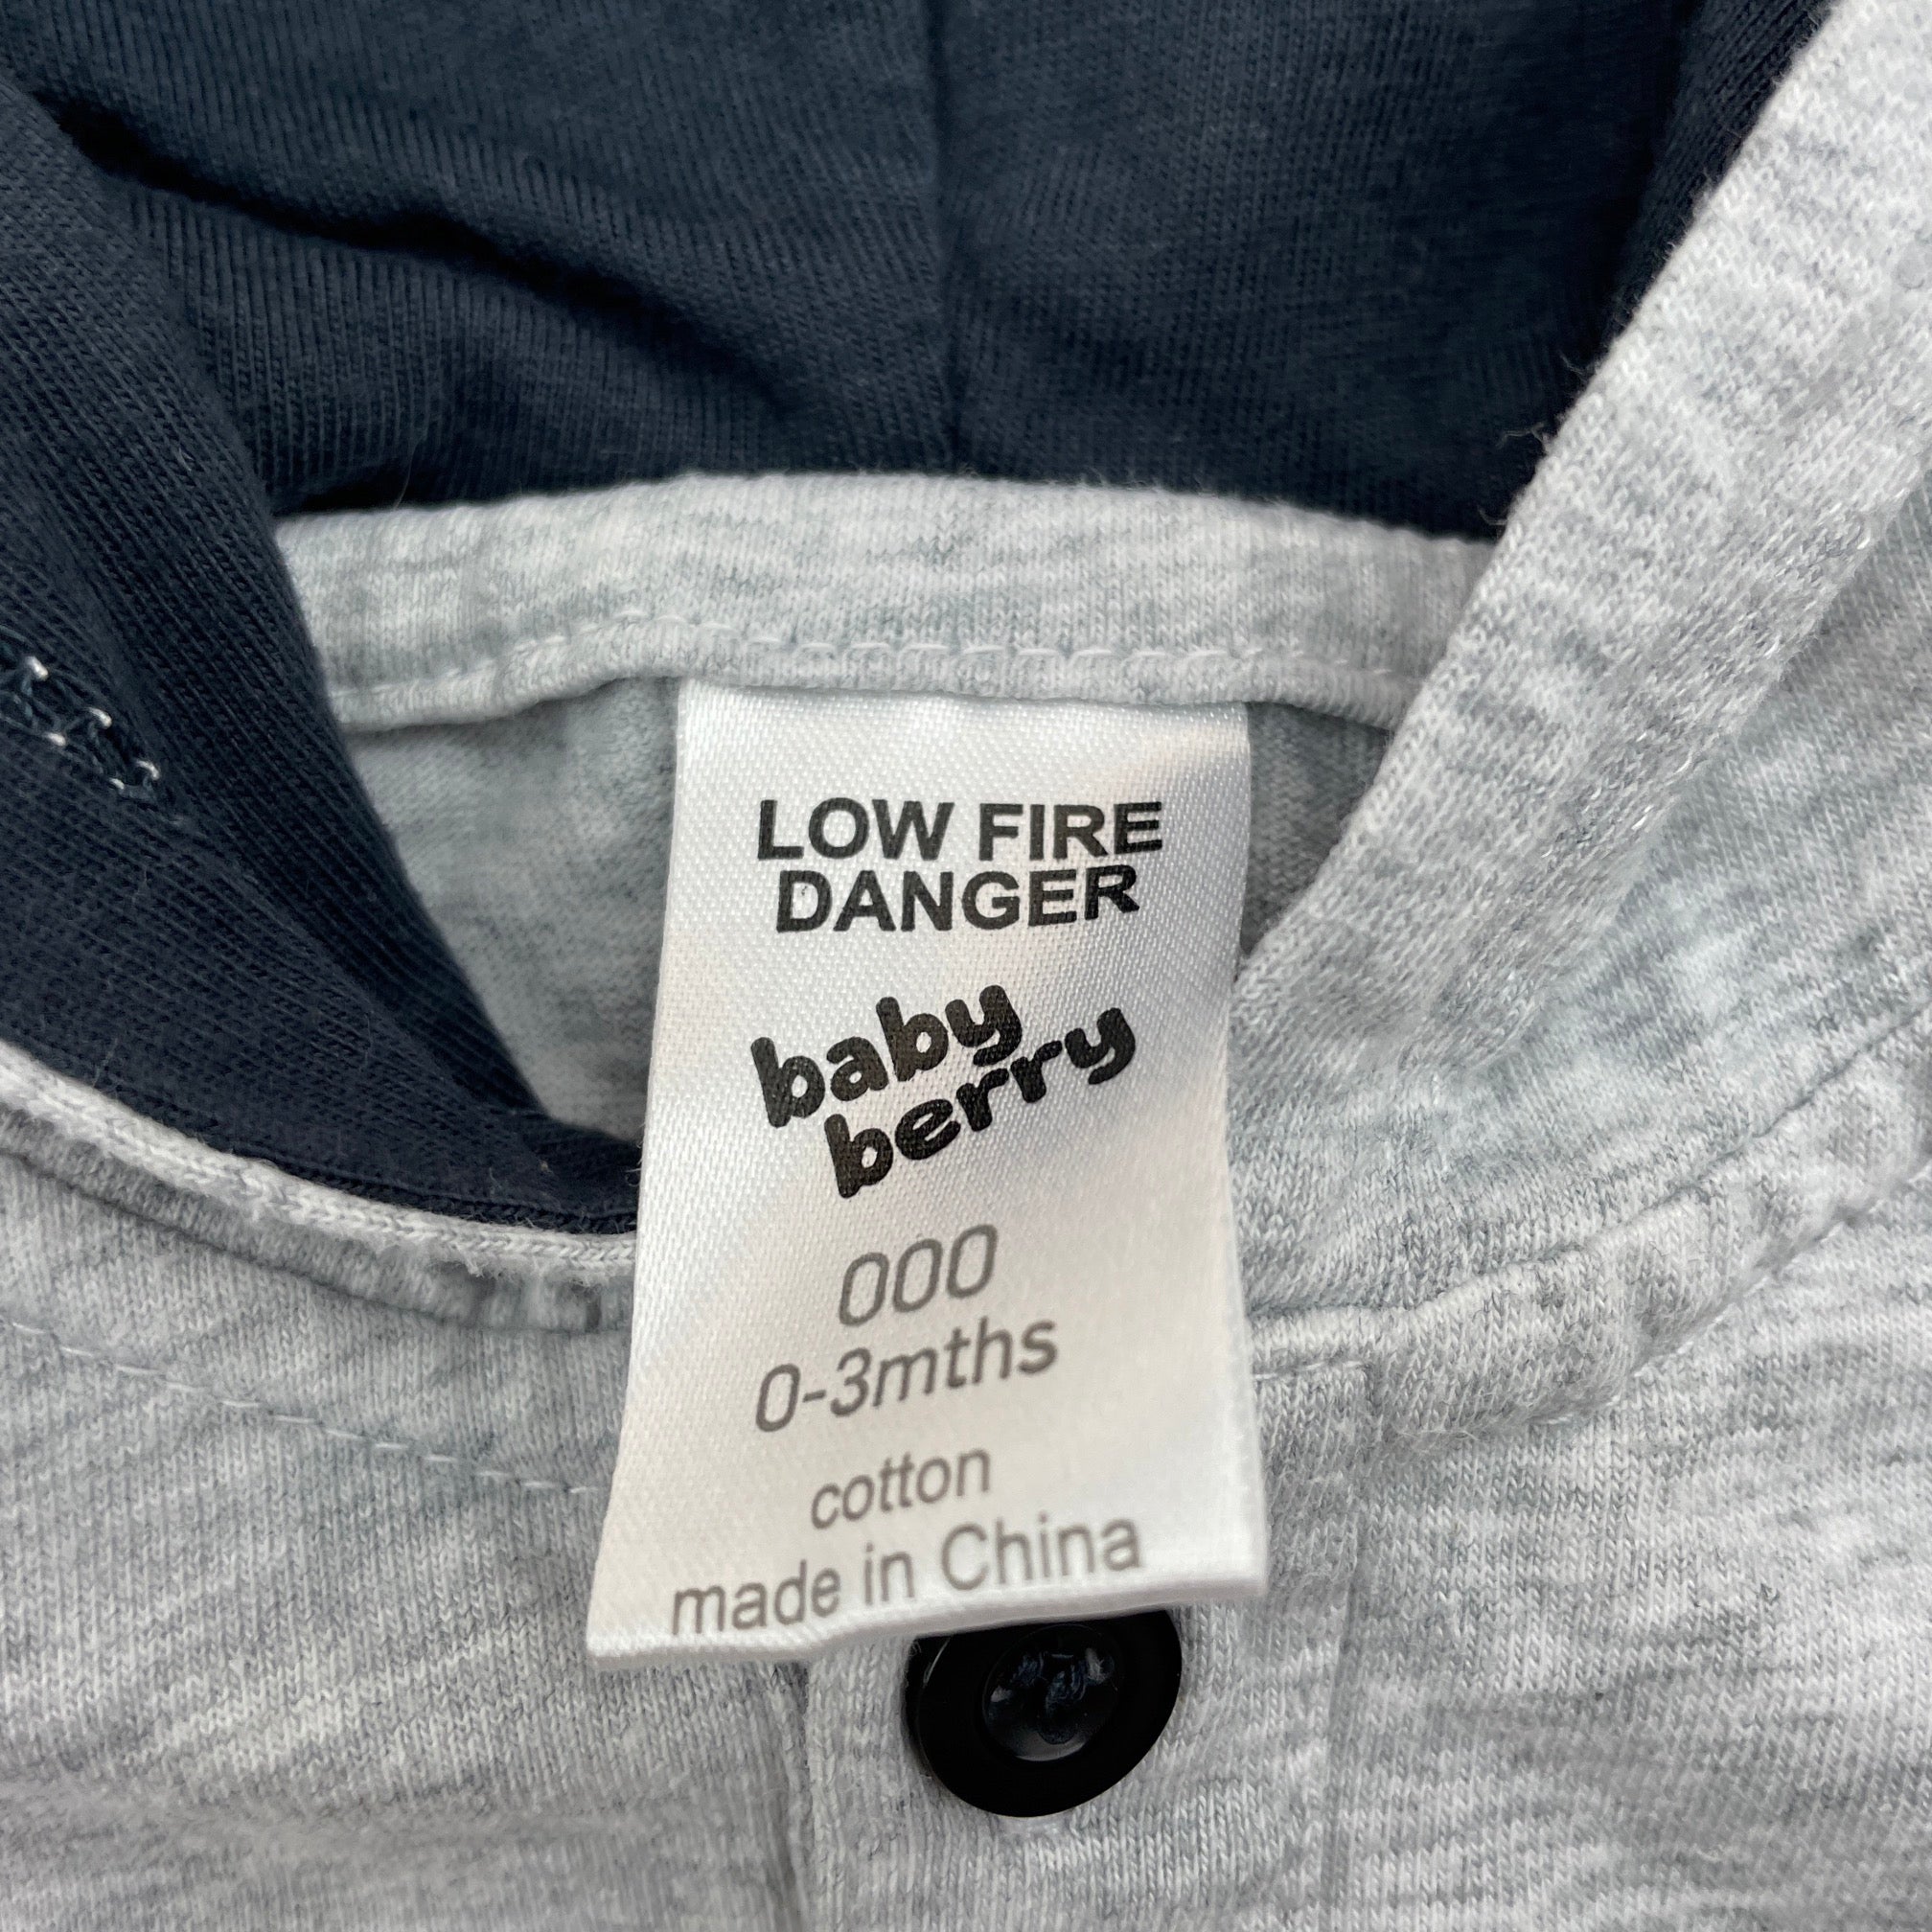 LOW FIRE
DANGER
baby
berry
000
0-3mths
cotton
made in China